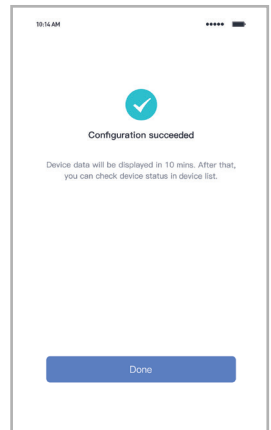 10:14 AM
Configuration succeeded
Device data will be displayed in 10 mins. After that,
you can check device status in device list.
Done